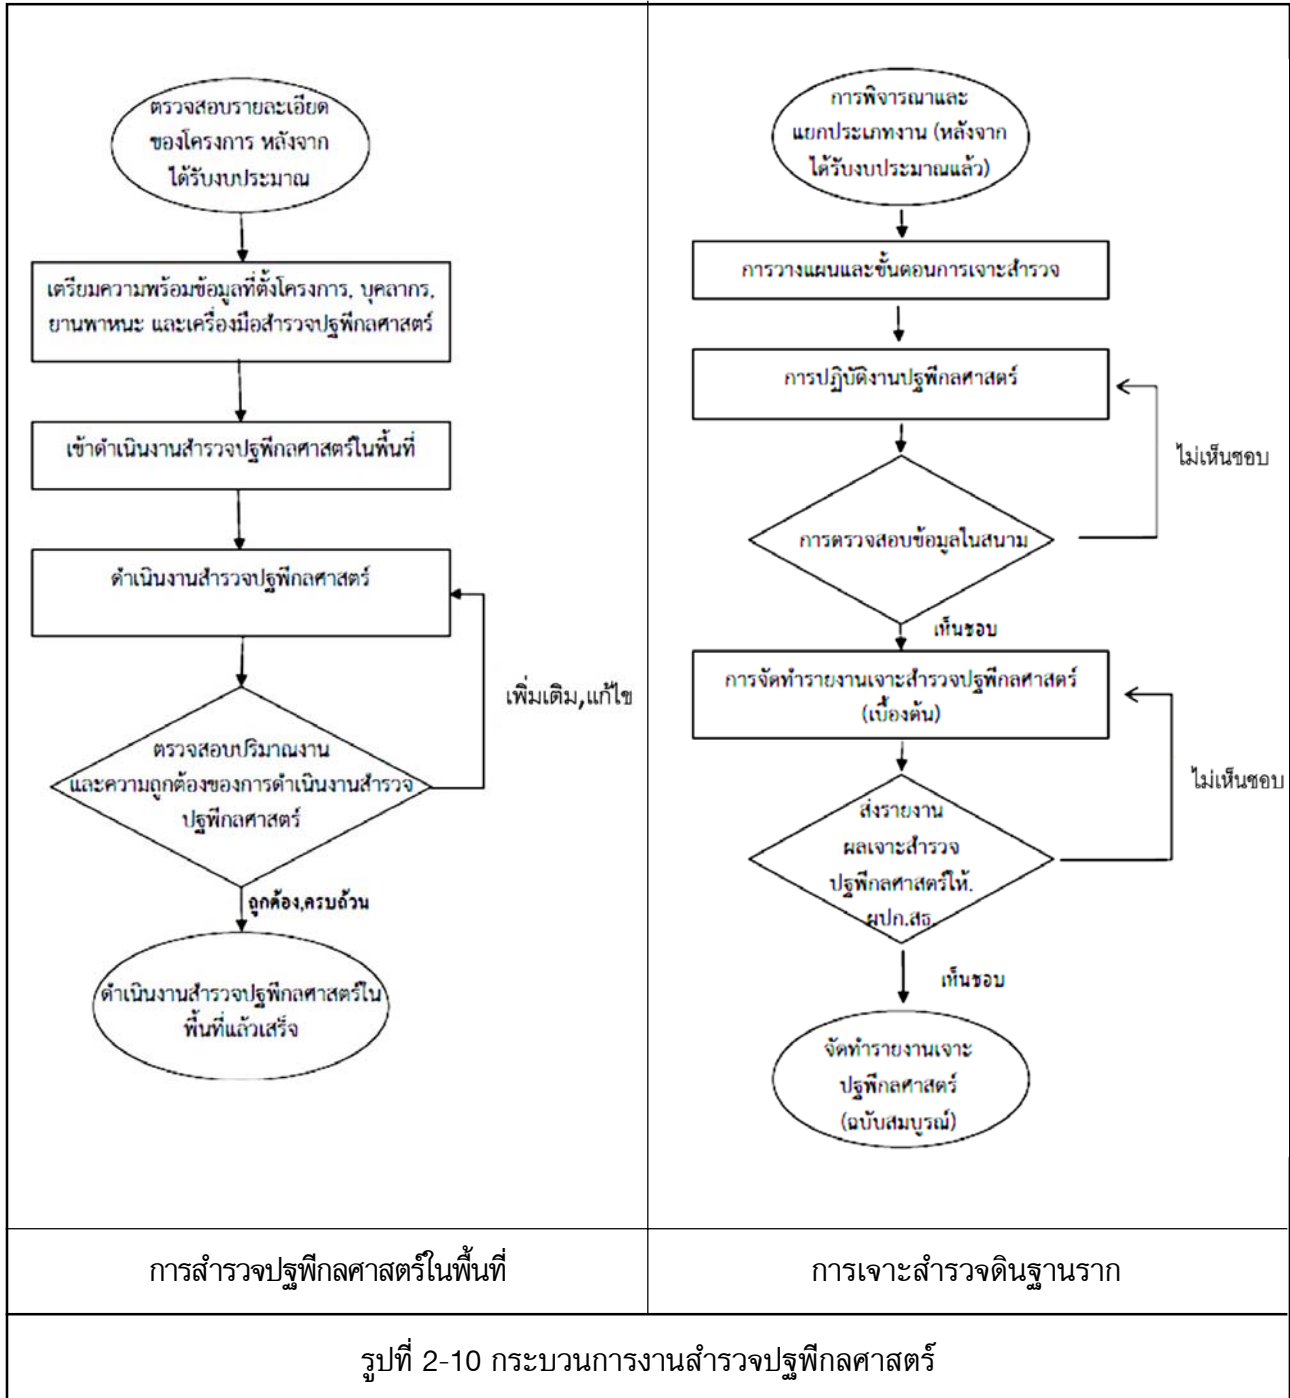 ตรวจสอบรายละเอียด
ของโครงการ หลังจาก
ได้รับงบประมาณ
เตรียมความพร้อมข้อมูลที่ตั้งโครงการ, บุคลากร,
ยานพาหนะ และเครื่องมือสำรวจปฐพีกลศาสตร์
เข้าดำเนินงานสำรวจปฐพีกลศาสตร์ในพื้นที่
ดำเนินงานสำรวจปฐพีกลศาสตร์
เพิ่มเติม,แก้ไข
ตรวจสอบปริมาณงาน
และความถูกต้องของการดำเนินงานสำรวจ
ปฐพีกลศาสตร์
ถูกต้อง,ครบถ้วน
ดำเนินงานสำรวจปฐพีกลศาสตร์ใน
พื้นที่แล้วเสร็จ
การสำรวจปฐพีกลศาสตร์ในพื้นที่
การพิจารณาและ
แยกประเภทงาน (หลังจาก
ได้รับงบประมาณแล้ว)
การวางแผนและขั้นตอนการเจาะสำรวจ
การปฏิบัติงานปฐพีกลศาสตร์
ไม่เห็นชอบ
การตรวจสอบข้อมูลในสนาม
เห็นชอบ
การจัดทำรายงานเจาะสำรวจปฐพีกลศาสตร์
(เบื้องต้น)
ไม่เห็นชอบ
ส่งรายงาน
ผลเจาะสำรวจ
ปฐพีกลศาสตร์ให้.
ผปก.สธ.
เห็นชอบ
จัดทำรายงานเจาะ
ปฐพีกลศาสตร์
(ฉบับสมบูรณ์)
การเจาะสำรวจดินฐานราก
รูปที่ 2-10 กระบวนการงานสำรวจปฐพีกลศาสตร์